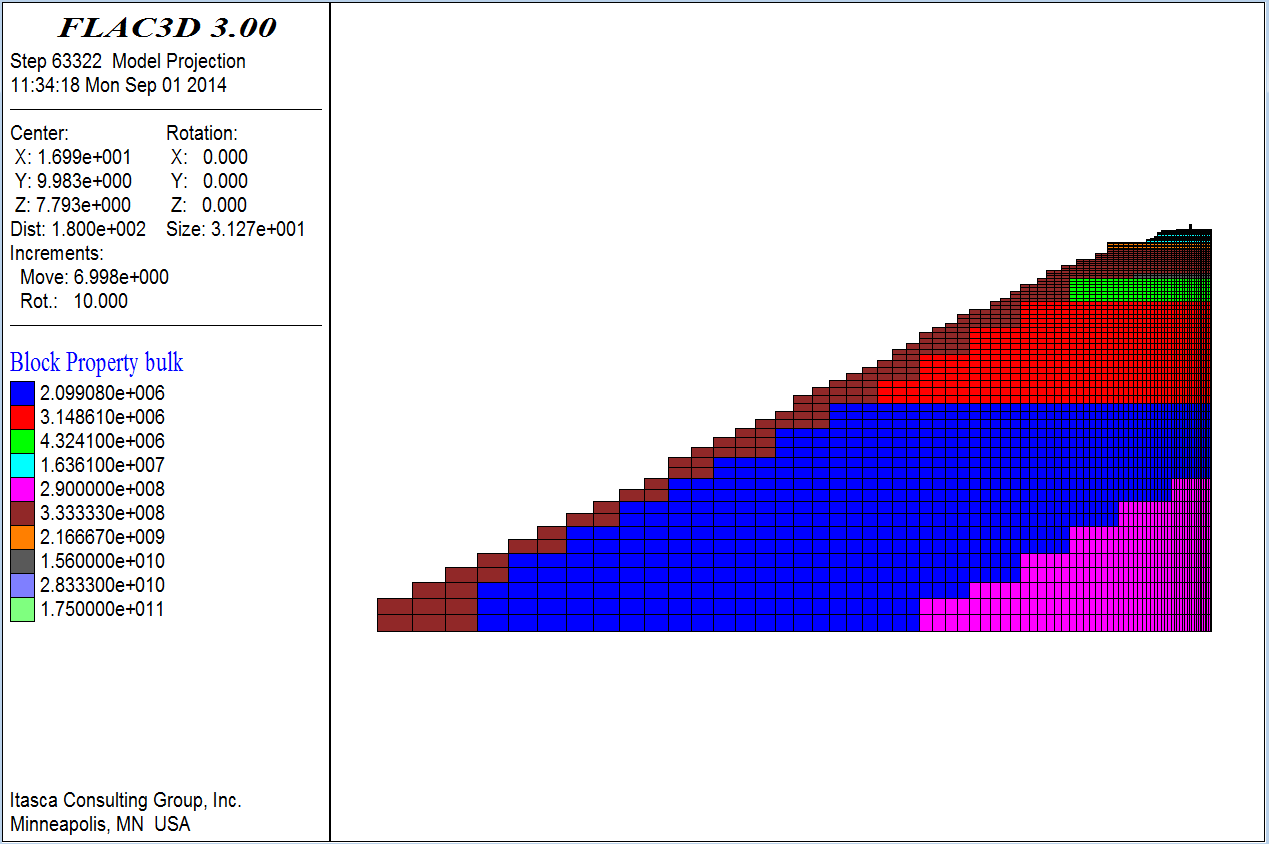 FLAC3D 3.00
Step 63322  Model Projection
11:34:18 Mon Sep 01 2014
Center: Rotation:
X: 1.699e+001 X: 0.000
Y: 9.983e+000 Y: 0.000
Z: 7.793e+000 Z: 0.000
Dist: 1.800e+002 Size: 3.127e+001
Increments:
Move: 6.998e+000
Rot.: 10.000
Block Property bulk
2.099080e+006
3.148610e+006
4.324100e+006
1.636100e+007
2.900000e+008
3.333330e+008
2.166670e+009
1.560000e+010
2.833300e+010
1.750000e+011
Itasca Consulting Group, Inc.
Minneapolis, MN  USA